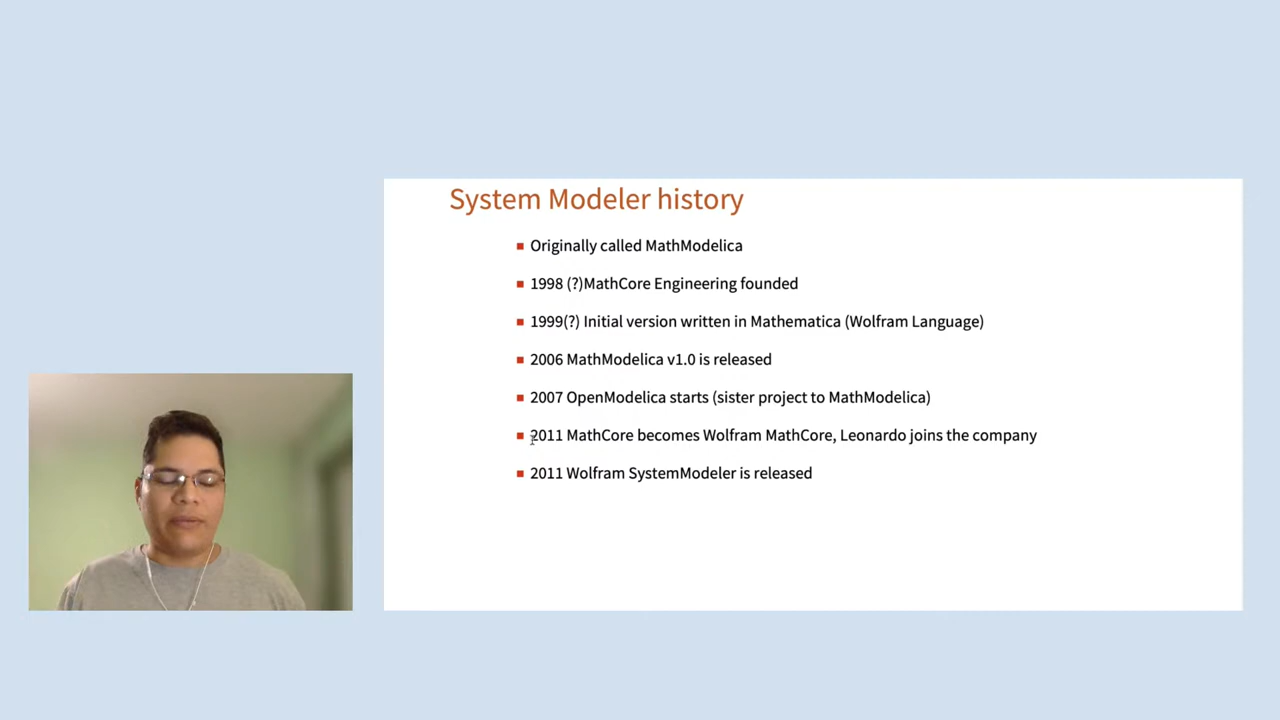 System Modeler history
Originally called MathModelica
1998 (?)MathCore Engineering founded
1999(?) Initial version written in Mathematica (Wolfram Language)
2006 MathModelica v1.0 is released
2007 OpenModelica starts (sister project to MathModelica)
2011 MathCore becomes Wolfram MathCore, Leonardo joins the company
2011 Wolfram SystemModeler is released